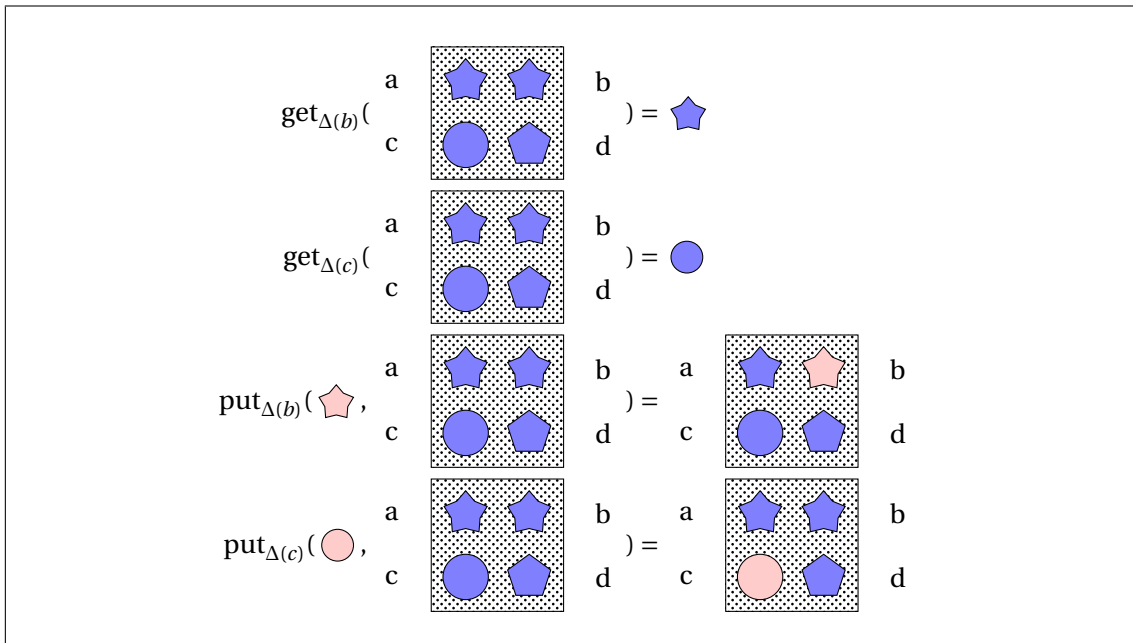 a b
get_Δ(b)( ) =
c d
a b
get_Δ(c)( ) =
c d
a b a b
put_Δ(b)( , ) =
c d c d
a b a b
put_Δ(c)( , ) =
c d c d